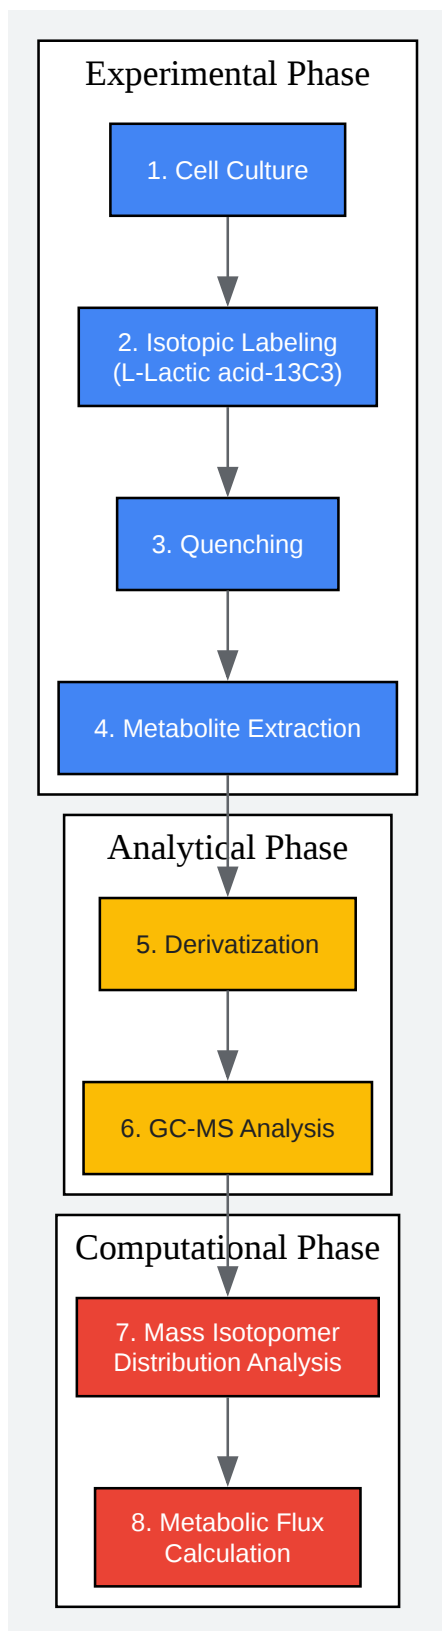 Experimental Phase
1. Cell Culture
2. Isotopic Labeling
(L-Lactic acid-13C3)
3. Quenching
4. Metabolite Extraction
Analytical Phase
5. Derivatization
6. GC-MS Analysis
Computational Phase
7. Mass Isotopomer
Distribution Analysis
8. Metabolic Flux
Calculation